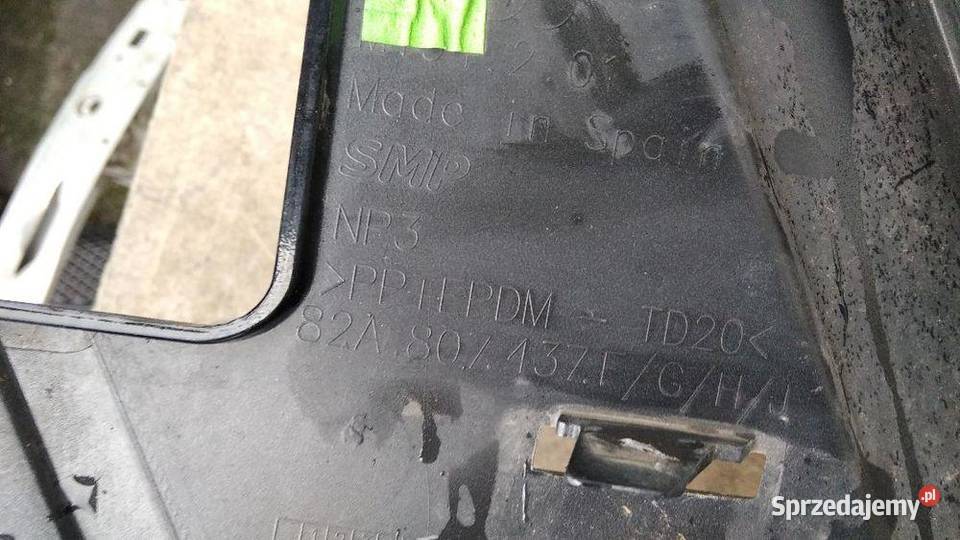 Made in Spain
SMP
NP3
>PP+EPDM - TD20<
82A.807.437.F/G/H/J
Sprzedajemy.pl